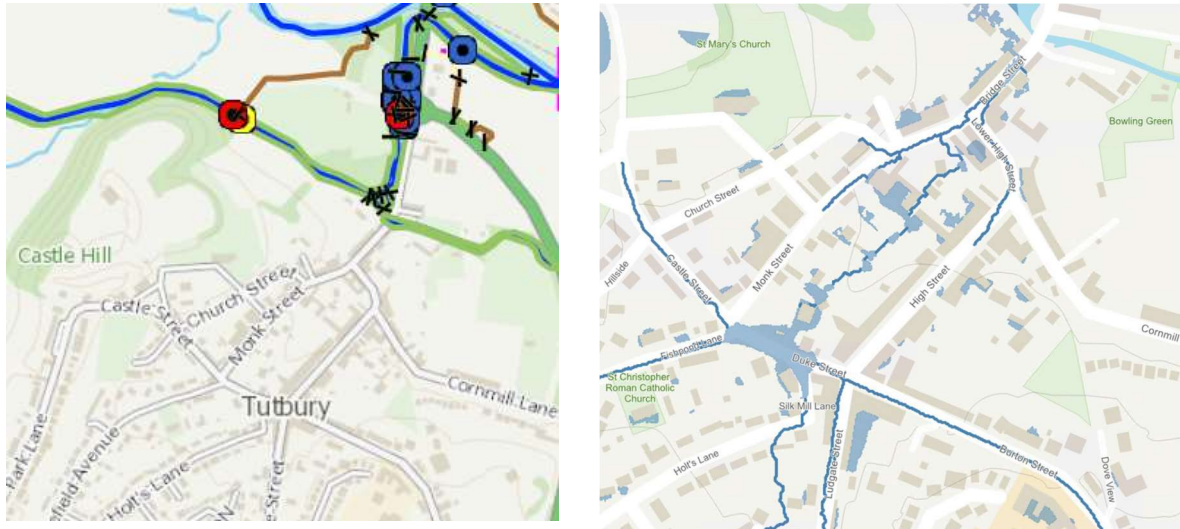 Castle Hill
Castle Street
Church Street
Monk Street
Tutbury
Cornmill Lane
Park Lane
Holt's Lane
St Mary's Church
Bridge Street
Bowling Green
Lower High Street
Church Street
Hillside
Castle Street
Monk Street
High Street
Cornmill
Fishpond Lane
Duke Street
St Christopher
Roman Catholic
Church
Silk Mill Lane
Holt's Lane
Ludgate Street
Burton Street
Dove View